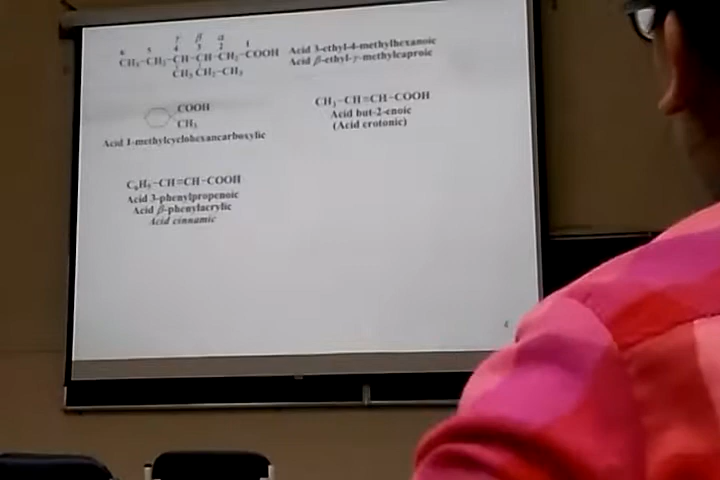 γ β α
6 5 4 3 2 1
CH₃–CH₂–CH–CH–CH₂–COOH
CH₃ CH₂–CH₃
Acid 3-ethyl-4-methylhexanoic
Acid β-ethyl-γ-methylcaproic
COOH
CH₃
Acid 1-methylcyclohexancarboxylic
CH₃–CH=CH–COOH
Acid but-2-enoic
(Acid crotonic)
C₆H₅–CH=CH–COOH
Acid 3-phenylpropenoic
Acid β-phenylacrylic
Acid cinnamic
4